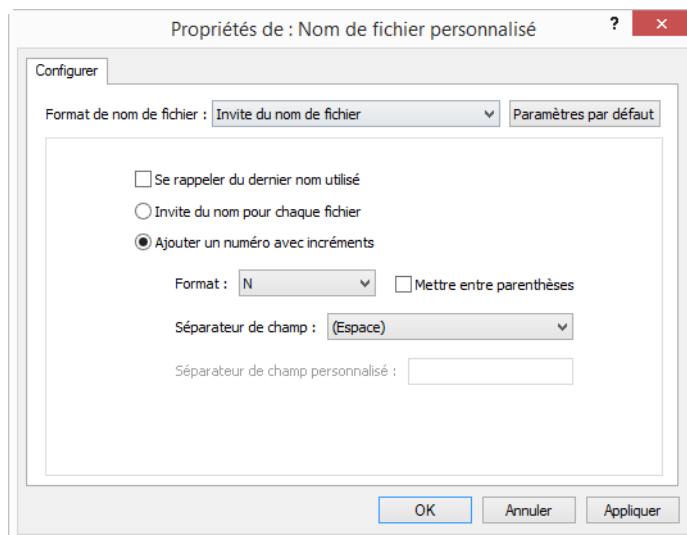 Propriétés de : Nom de fichier personnalisé
?
Configurer
Format de nom de fichier : Invite du nom de fichier Paramètres par défaut
Se rappeler du dernier nom utilisé
Invite du nom pour chaque fichier
Ajouter un numéro avec incréments
Format : N Mettre entre parenthèses
Séparateur de champ : (Espace)
Séparateur de champ personnalisé :
OK Annuler Appliquer